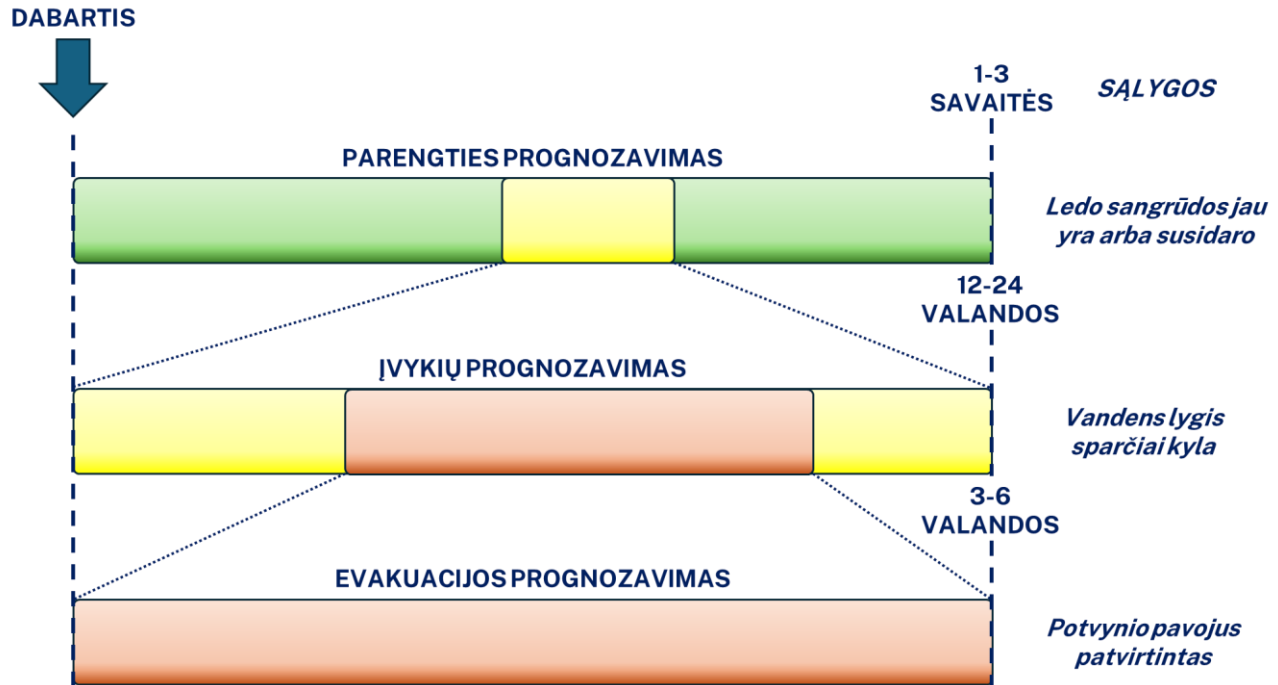 DABARTIS
1-3
SAVAITĖS
SĄLYGOS
PARENGTIES PROGNOZAVIMAS
Ledo sangrūdos jau
yra arba susidaro
12-24
VALANDOS
ĮVYKIŲ PROGNOZAVIMAS
Vandens lygis
sparčiai kyla
3-6
VALANDOS
EVAKUACIJOS PROGNOZAVIMAS
Potvynio pavojus
patvirtintas